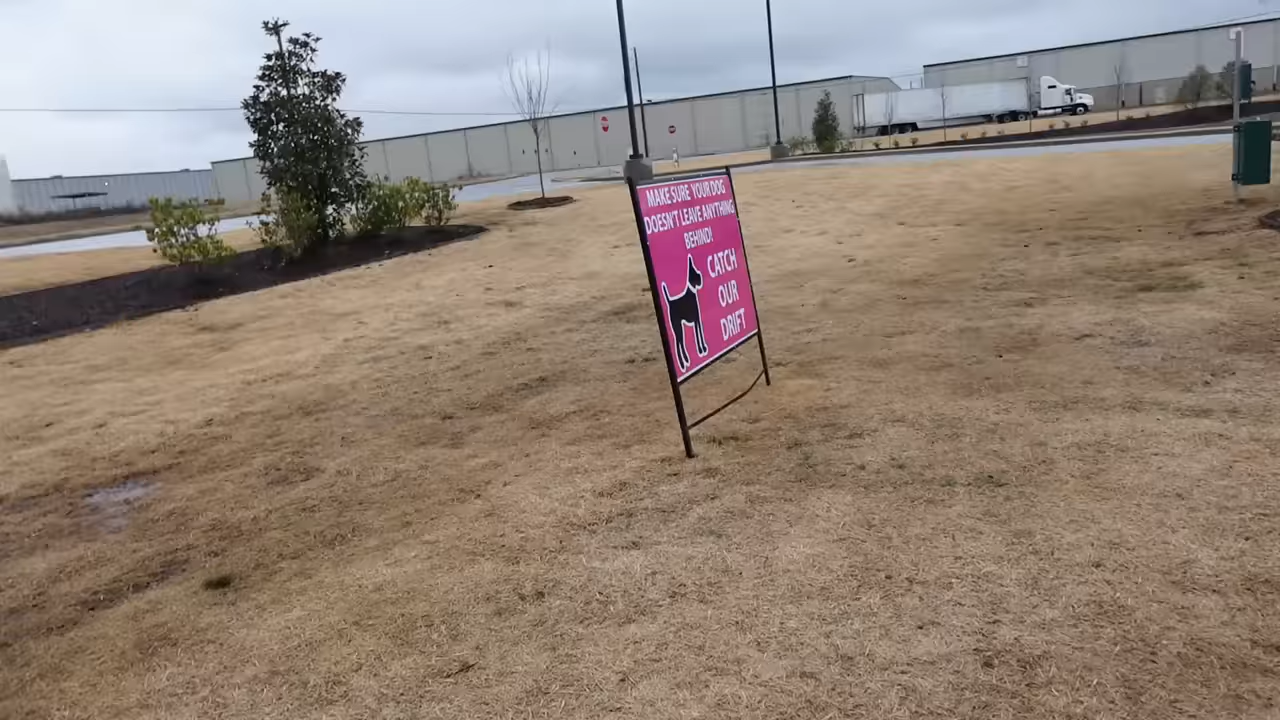 MAKE SURE YOUR DOG
DOESN'T LEAVE ANYTHING
BEHIND!
CATCH
OUR
DRIFT